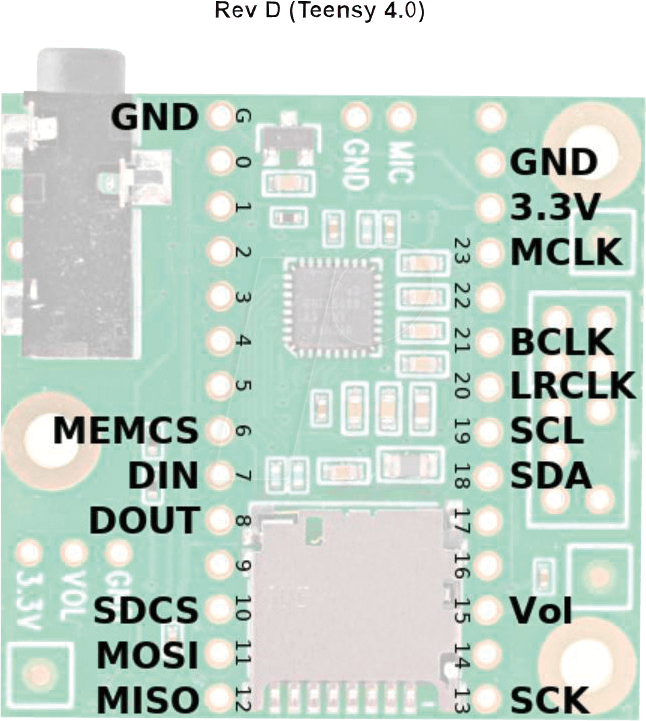 Rev D (Teensy 4.0)
GND G GND MIC
0 GND
1 3.3V
2 23 MCLK
3 22
4 21 BCLK
5 20 LRCLK
MEMCS 6 19 SCL
DIN 7 18 SDA
DOUT 8 17
3.3V VOL 9 16
SDCS 10 15 Vol
MOSI 11 14
MISO 12 13 SCK